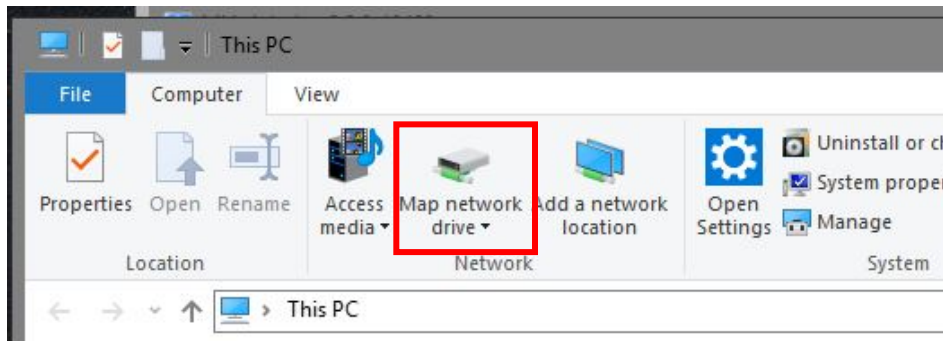 This PC
File Computer View
Properties Open Rename Access media Map network drive Add a network location Open Settings
Uninstall or
System
Manage
Location Network System
This PC